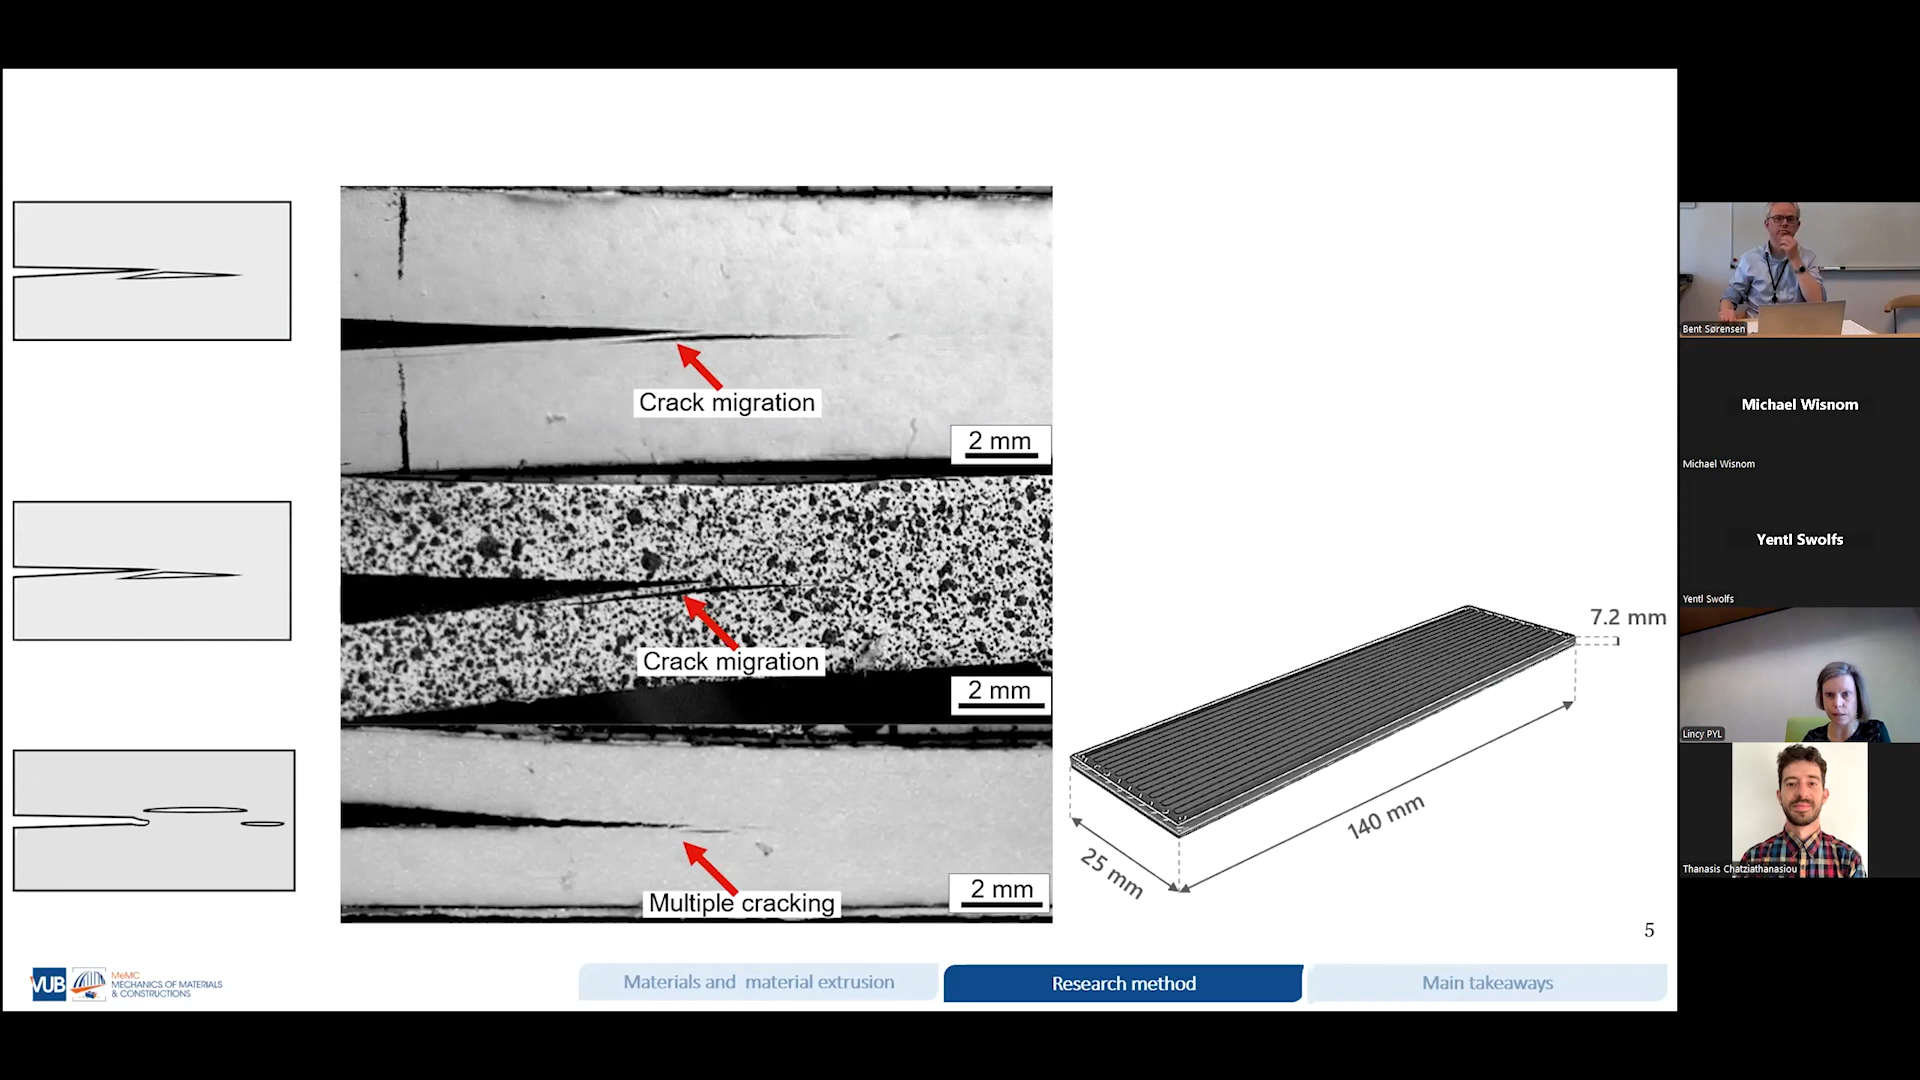 Crack migration
2 mm
Crack migration
2 mm
Multiple cracking
2 mm
7.2 mm
140 mm
25 mm
5
VUB
MeMC
MECHANICS OF MATERIALS
& CONSTRUCTIONS
Materials and material extrusion
Research method
Main takeaways
Bent Sørensen
Michael Wisnom
Michael Wisnom
Yentl Swolfs
Yentl Swolfs
Lincy PYL
Thanasis Chatziathanasiou